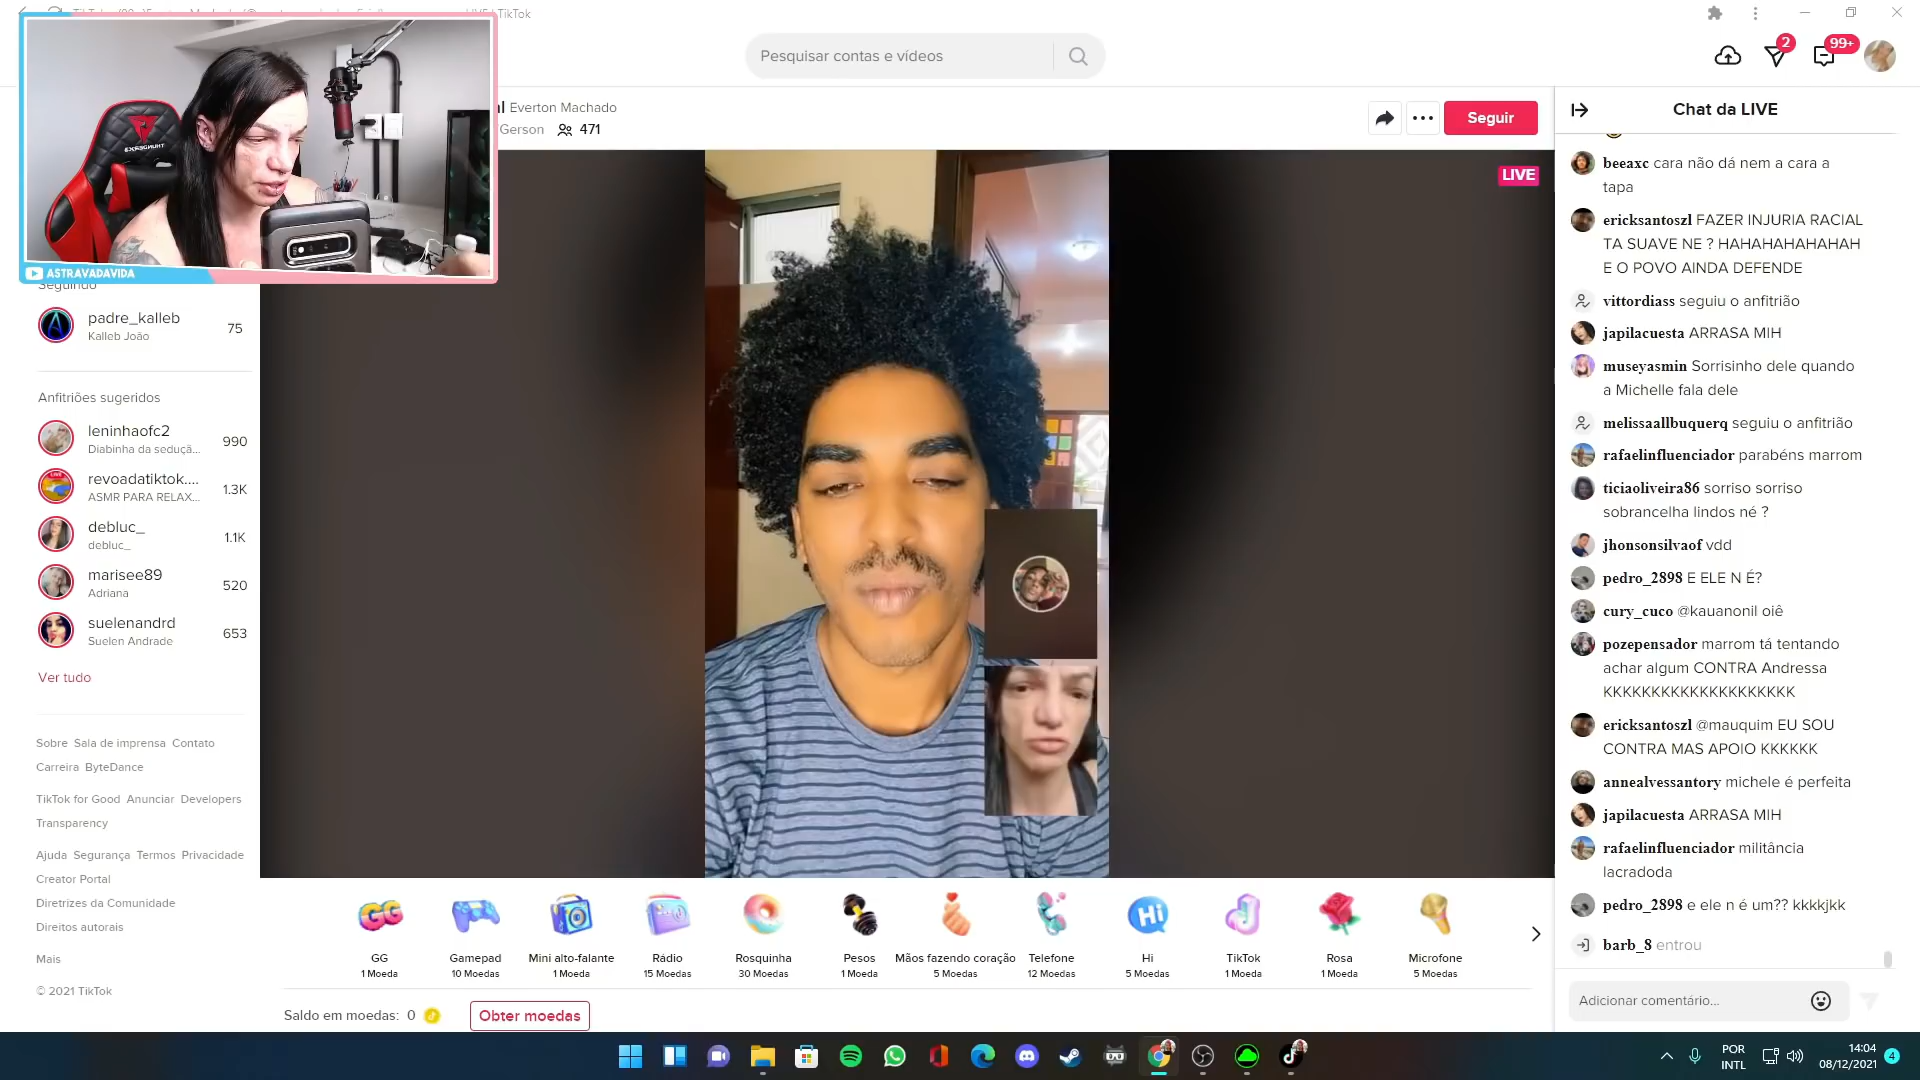 LIVE | TikTok
ASTRAVADAVIDA
Pesquisar contas e vídeos
2
99+
Everton Machado
Gerson
471
Seguir
Chat da LIVE
LIVE
Seguindo
padre_kalleb
Kalleb João
75
Anfitriões sugeridos
leninhaofc2
Diabinha da seduçã...
990
revoadatiktok....
ASMR PARA RELAX...
1.3K
debluc_
debluc_
1.1K
marisee89
Adriana
520
suelenandrd
Suelen Andrade
653
Ver tudo
Sobre Sala de imprensa Contato
Carreira ByteDance
TikTok for Good Anunciar Developers
Transparency
Ajuda Segurança Termos Privacidade
Creator Portal
Diretrizes da Comunidade
Direitos autorais
Mais
© 2021 TikTok
beeaxc cara não dá nem a cara a
tapa
ericksantoszl FAZER INJURIA RACIAL
TA SUAVE NE ? HAHAHAHAHAHAH
E O POVO AINDA DEFENDE
vittordiass seguiu o anfitrião
japilacuesta ARRASA MIH
museyasmin Sorrisinho dele quando
a Michelle fala dele
melissaallbuquerq seguiu o anfitrião
rafaelinfluenciador parabéns marrom
ticiaoliveira86 sorriso sorriso
sobrancelha lindos né ?
jhonsonsilvaof vdd
pedro_2898 E ELE N É?
cury_cuco @kauanonil oiê
pozepensador marrom tá tentando
achar algum CONTRA Andressa
KKKKKKKKKKKKKKKKKKKK
ericksantoszl @mauquim EU SOU
CONTRA MAS APOIO KKKKKK
annealvessantory michele é perfeita
japilacuesta ARRASA MIH
rafaelinfluenciador militância
lacradoda
pedro_2898 e ele n é um?? kkkkjkk
barb_8 entrou
Adicionar comentário...
GG
1 Moeda
Gamepad
10 Moedas
Mini alto-falante
1 Moeda
Rádio
15 Moedas
Rosquinha
30 Moedas
Pesos
1 Moeda
Mãos fazendo coração
5 Moedas
Telefone
12 Moedas
Hi
Hi
5 Moedas
TikTok
1 Moeda
Rosa
1 Moeda
Microfone
5 Moedas
Saldo em moedas: 0
Obter moedas
POR
INTL
14:04
08/12/2021
4